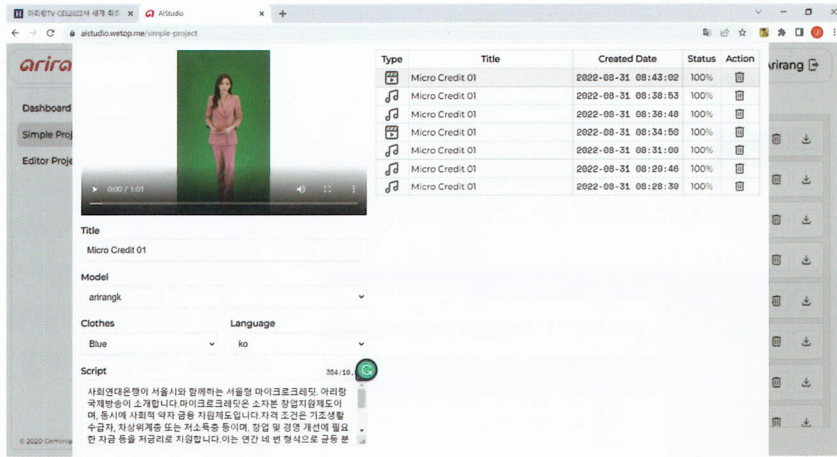 아리랑TV CES2022서 세계 최초
AIStudio
aistudio.wetop.me/simple-project
arira
Arirang
Dashboard
Simple Proj
Editor Proje
0:00 / 1:01
Title
Micro Credit 01
Model
arirangk
Clothes
Language
Blue
ko
Script
384/10,
사회연대은행이 서울시와 함께하는 서울형 마이크로크레딧. 아리랑
국제방송이 소개합니다.마이크로크레딧은 소자본 창업지원제도이
며, 동시에 사회적 약자 금융 지원제도입니다.자격 조건은 기초생활
수급자, 차상위계층 또는 저소득층 등이며, 창업 및 경영 개선에 필요
한 자금 등을 저금리로 지원합니다.이는 연간 네 번 형식으로 균등 분
Type Title Created Date Status Action
Micro Credit 01 2022-08-31 08:43:02 100%
Micro Credit 01 2022-08-31 08:38:53 100%
Micro Credit 01 2022-08-31 08:36:48 100%
Micro Credit 01 2022-08-31 08:34:50 100%
Micro Credit 01 2022-08-31 08:31:00 100%
Micro Credit 01 2022-08-31 08:29:46 100%
Micro Credit 01 2022-08-31 08:28:39 100%
© 2020